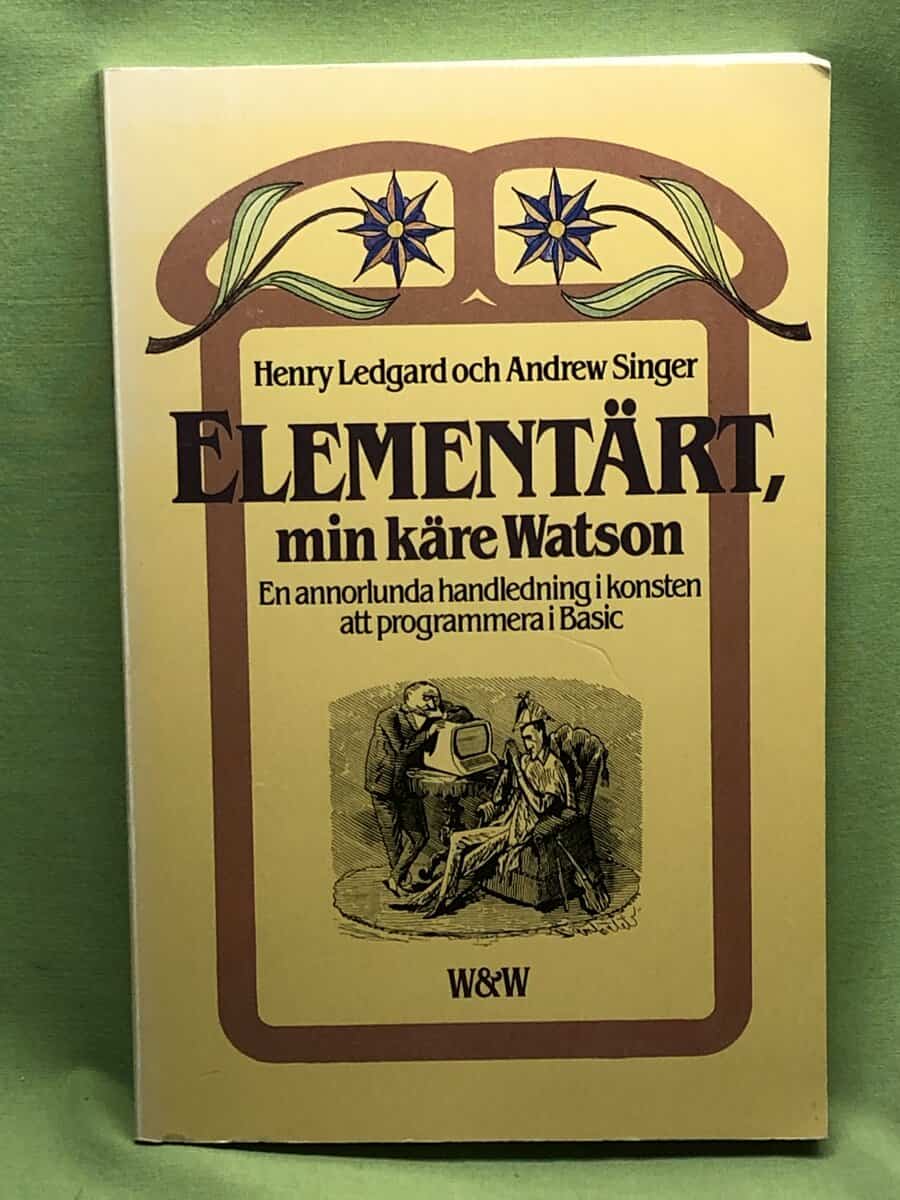 Henry Ledgard och Andrew Singer
ELEMENTÄRT,
min käre Watson
En annorlunda handledning i konsten
att programmera i Basic
W&W